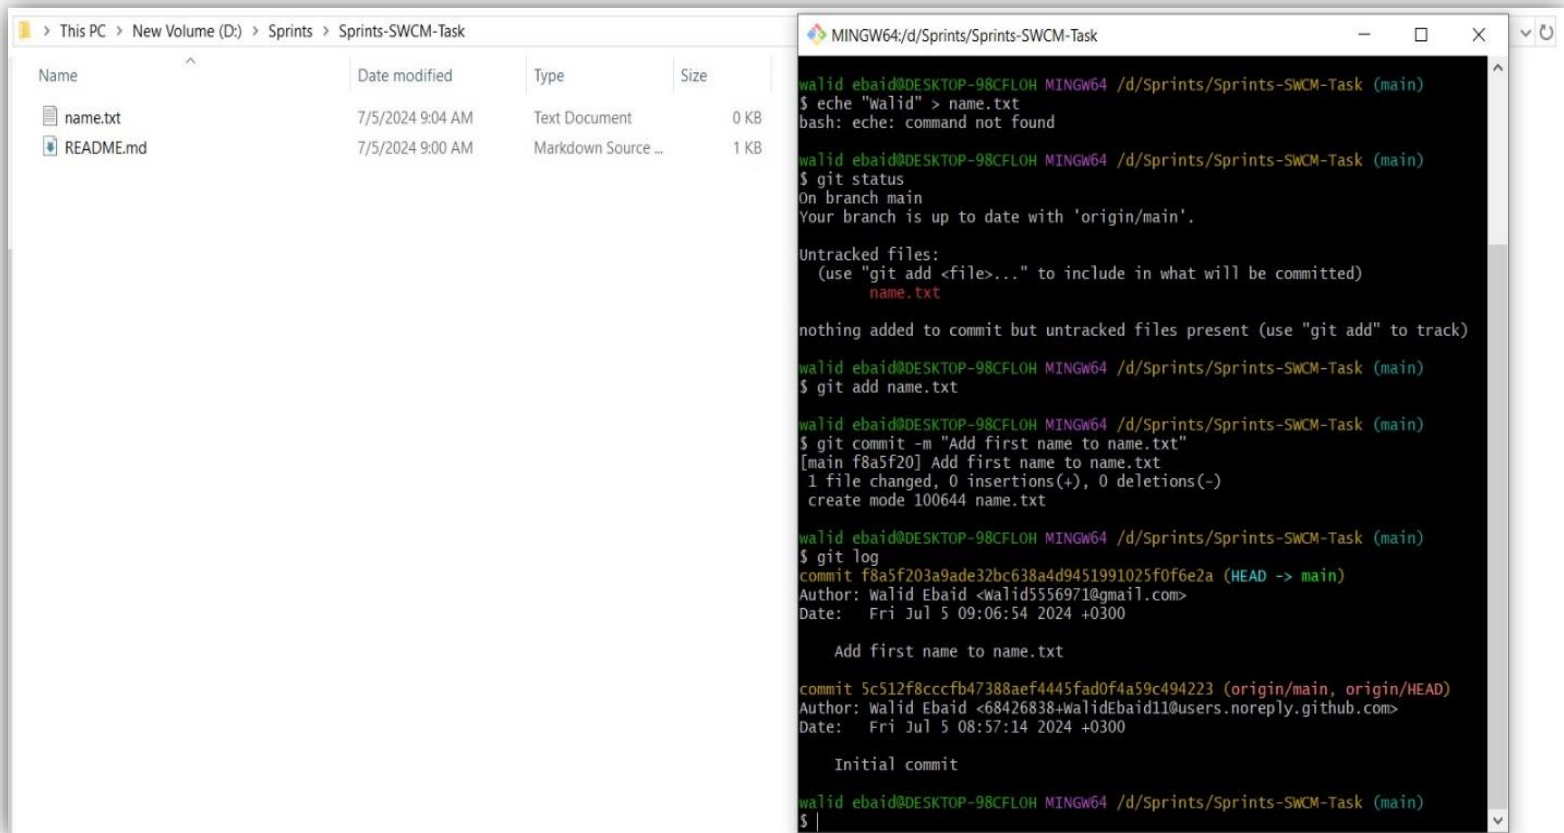 This PC > New Volume (D:) > Sprints > Sprints-SWCM-Task
Name Date modified Type Size
name.txt 7/5/2024 9:04 AM Text Document 0 KB
README.md 7/5/2024 9:00 AM Markdown Source ... 1 KB
MINGW64:/d/Sprints/Sprints-SWCM-Task
walid ebaid@DESKTOP-98CFLOH MINGW64 /d/Sprints/Sprints-SWCM-Task (main)
$ eche "Walid" > name.txt
bash: eche: command not found
walid ebaid@DESKTOP-98CFLOH MINGW64 /d/Sprints/Sprints-SWCM-Task (main)
$ git status
On branch main
Your branch is up to date with 'origin/main'.
Untracked files:
(use "git add <file>..." to include in what will be committed)
name.txt
nothing added to commit but untracked files present (use "git add" to track)
walid ebaid@DESKTOP-98CFLOH MINGW64 /d/Sprints/Sprints-SWCM-Task (main)
$ git add name.txt
walid ebaid@DESKTOP-98CFLOH MINGW64 /d/Sprints/Sprints-SWCM-Task (main)
$ git commit -m "Add first name to name.txt"
[main f8a5f20] Add first name to name.txt
1 file changed, 0 insertions(+), 0 deletions(-)
create mode 100644 name.txt
walid ebaid@DESKTOP-98CFLOH MINGW64 /d/Sprints/Sprints-SWCM-Task (main)
$ git log
commit f8a5f203a9ade32bc638a4d9451991025f0f6e2a (HEAD -> main)
Author: Walid Ebaid <Walid5556971@gmail.com>
Date: Fri Jul 5 09:06:54 2024 +0300
Add first name to name.txt
commit 5c512f8cccfb47388aef4445fad0f4a59c494223 (origin/main, origin/HEAD)
Author: Walid Ebaid <68426838+WalidEbaid11@users.noreply.github.com>
Date: Fri Jul 5 08:57:14 2024 +0300
Initial commit
walid ebaid@DESKTOP-98CFLOH MINGW64 /d/Sprints/Sprints-SWCM-Task (main)
$